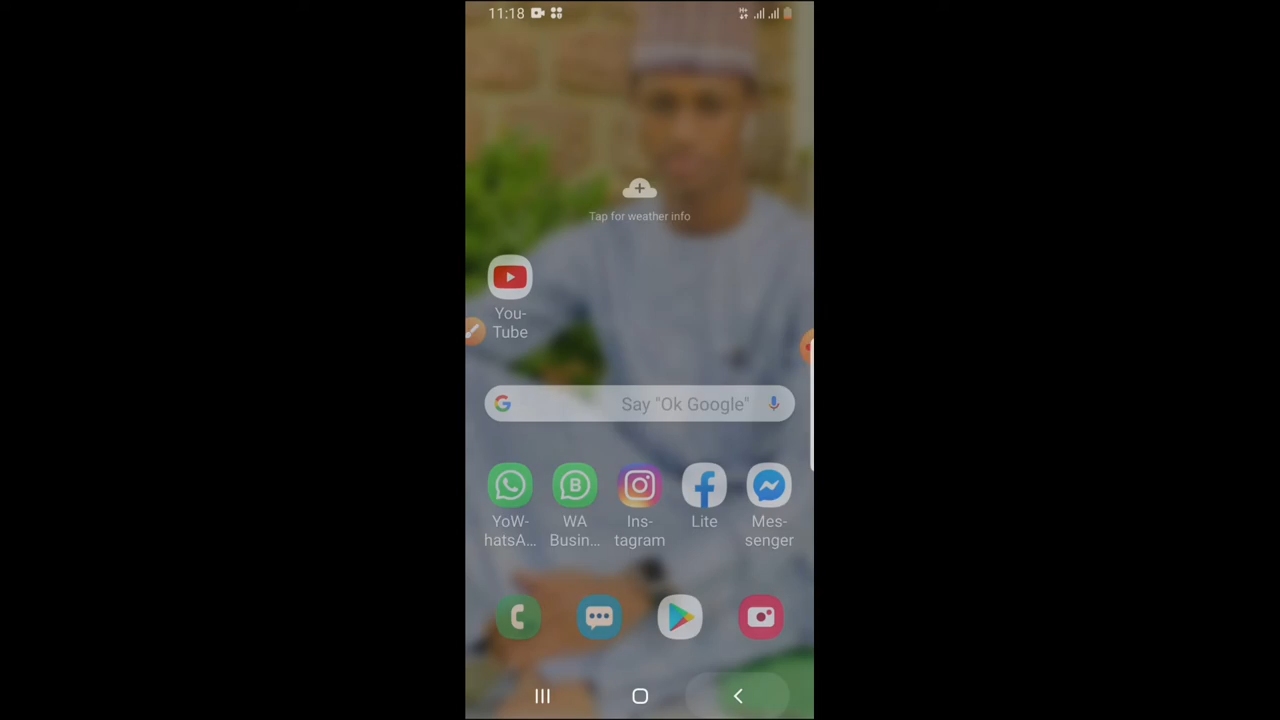 11:18
Tap for weather info
You-
Tube
Say "Ok Google"
YoW-
hatsA...
WA
Busin...
Ins-
tagram
Lite
Mes-
senger